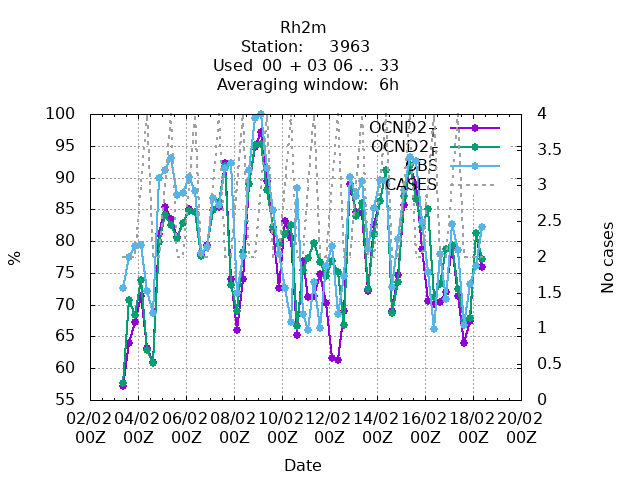 Rh2m
Station: 3963
Used 00 + 03 06 ... 33
Averaging window: 6h
OCND2-
OCND2+
OBS
CASES
100
95
90
85
80
75
70
65
60
55
%
4
3.5
3
2.5
2
1.5
1
0.5
0
No cases
02/02 04/02 06/02 08/02 10/02 12/02 14/02 16/02 18/02 20/02
00Z 00Z 00Z 00Z 00Z 00Z 00Z 00Z 00Z 00Z
Date